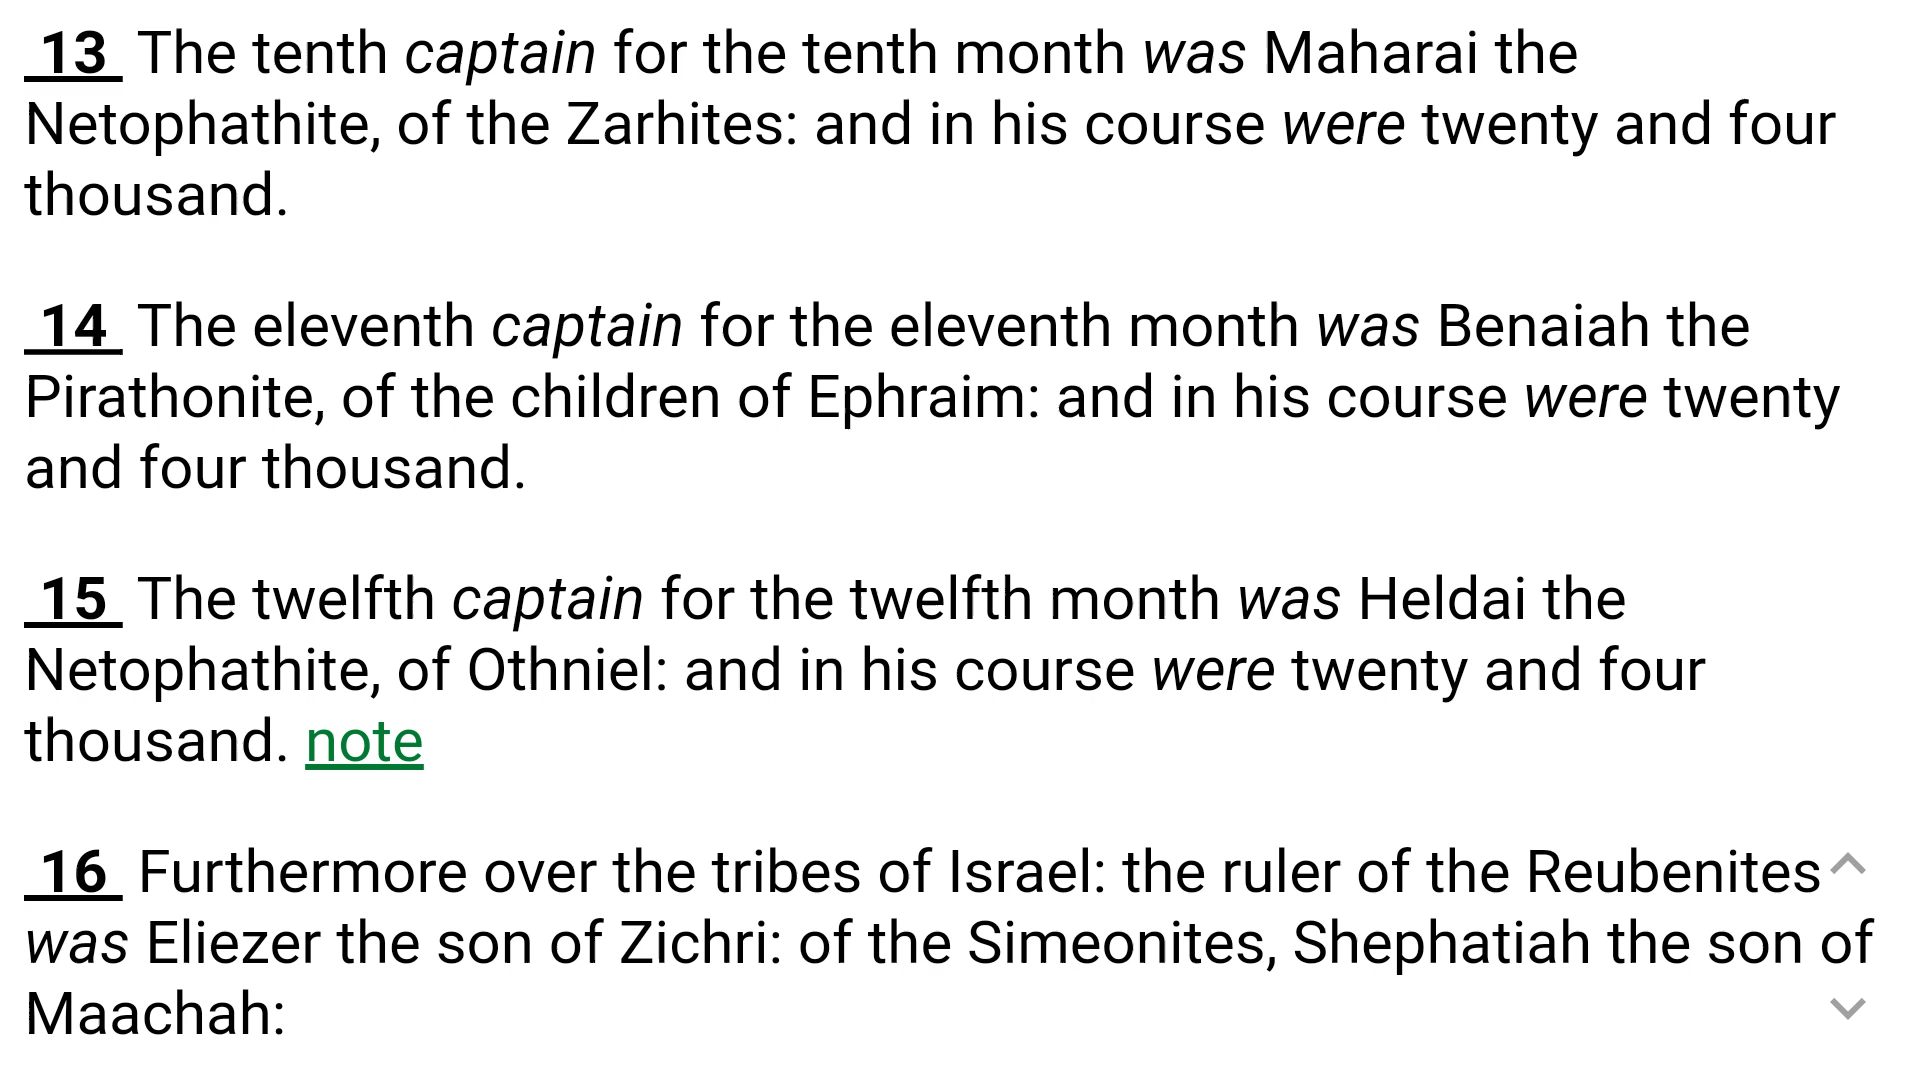 13 The tenth captain for the tenth month was Maharai the
Netophathite, of the Zarhites: and in his course were twenty and four
thousand.
14 The eleventh captain for the eleventh month was Benaiah the
Pirathonite, of the children of Ephraim: and in his course were twenty
and four thousand.
15 The twelfth captain for the twelfth month was Heldai the
Netophathite, of Othniel: and in his course were twenty and four
thousand. note
16 Furthermore over the tribes of Israel: the ruler of the Reubenites
was Eliezer the son of Zichri: of the Simeonites, Shephatiah the son of
Maachah: